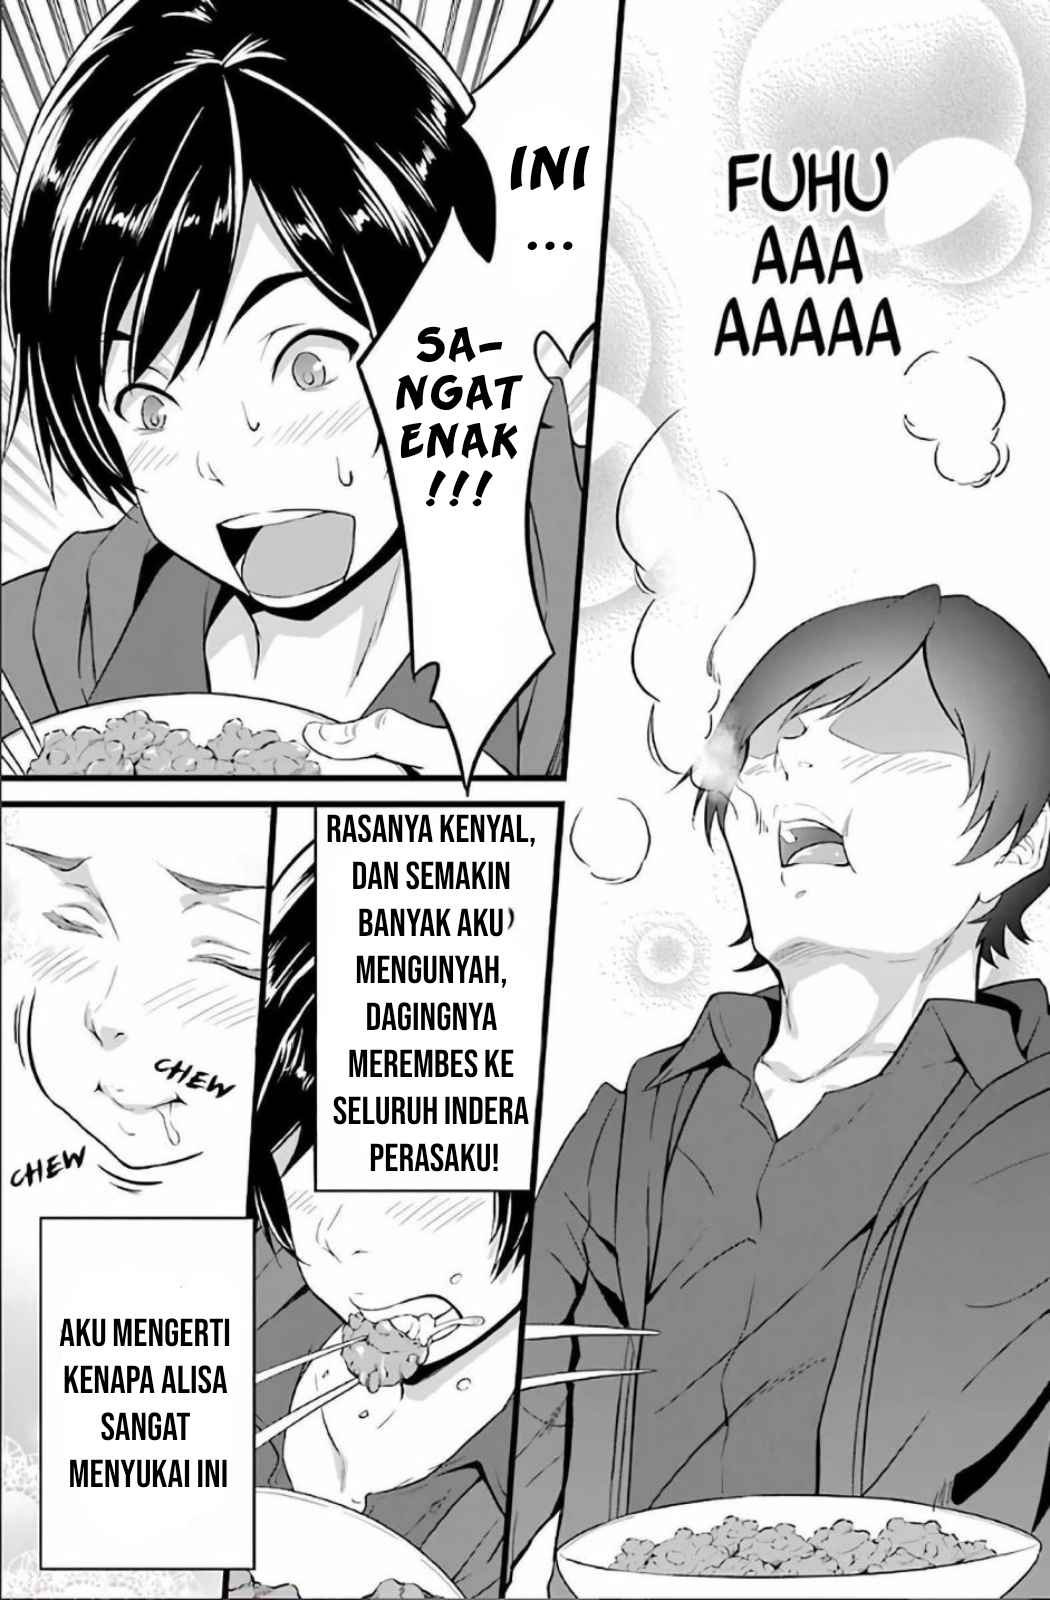 FUHU
AAA
AAAAA
INI
...
SA-
NGAT
ENAK
!!!
RASANYA KENYAL,
DAN SEMAKIN
BANYAK AKU
MENGUNYAH,
DAGINGNYA
MEREMBES KE
SELURUH INDERA
PERASAKU!
CHEW
CHEW
AKU MENGERTI
KENAPA ALISA
SANGAT
MENYUKAI INI